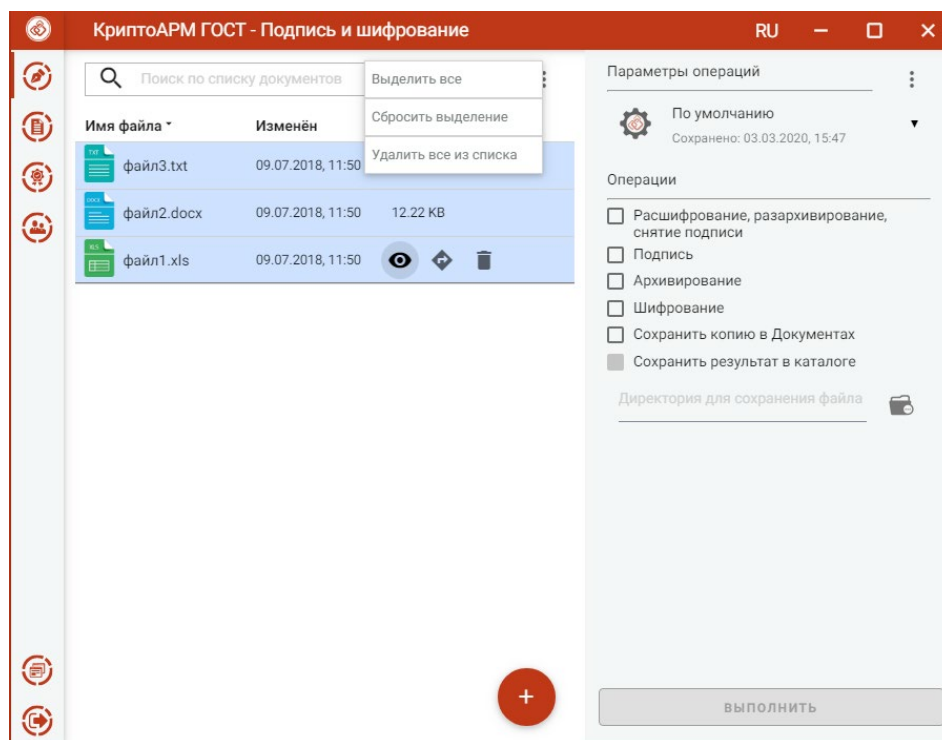 КриптоАРМ ГОСТ - Подпись и шифрование
RU
Поиск по списку документов
Выделить все
Сбросить выделение
Удалить все из списка
Имя файла
Изменён
TXT
файл3.txt
09.07.2018, 11:50
DOCX
файл2.docx
09.07.2018, 11:50
12.22 KB
XLS
файл1.xls
09.07.2018, 11:50
Параметры операций
По умолчанию
Сохранено: 03.03.2020, 15:47
Операции
Расшифрование, разархивирование,
снятие подписи
Подпись
Архивирование
Шифрование
Сохранить копию в Документах
Сохранить результат в каталоге
Директория для сохранения файла
ВЫПОЛНИТЬ